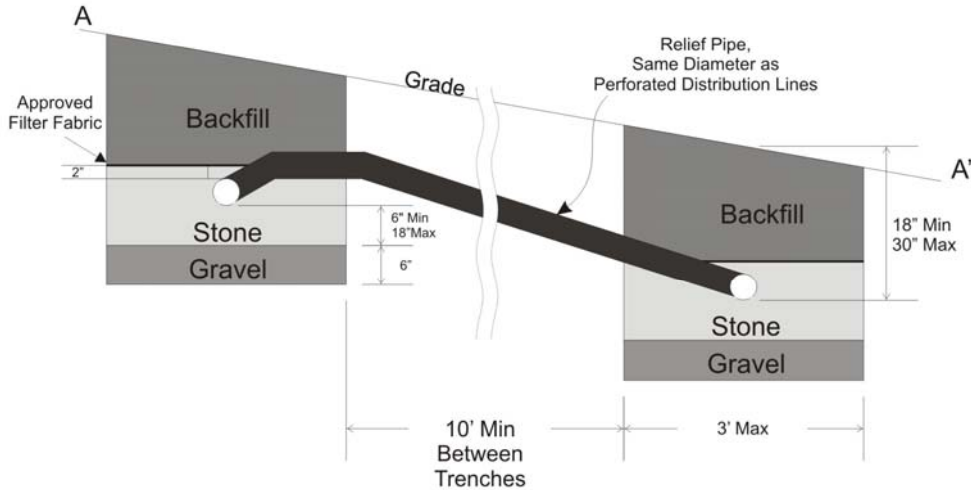 A
Relief Pipe,
Same Diameter as
Perforated Distribution Lines
Grade
Approved
Filter Fabric
Backfill
2"
A'
6" Min
18"Max
Stone
Gravel
6"
Backfill
18" Min
30" Max
Stone
Gravel
10' Min
Between
Trenches
3' Max